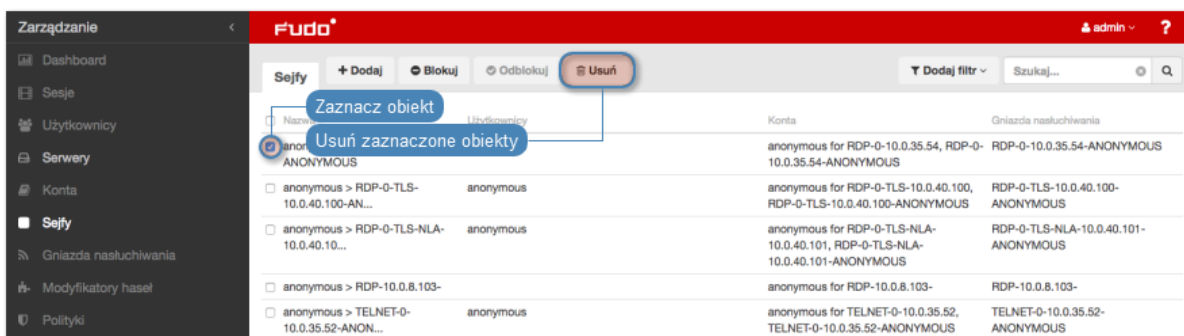 Zarządzanie
FUDO
admin
?
Dashboard
Sejfy
+ Dodaj
Blokuj
Odblokuj
Usuń
Dodaj filtr
Szukaj...
Sesje
Zaznacz obiekt
Użytkownicy
Użytkownicy
Konta
Gniazda nasłuchiwania
Usuń zaznaczone obiekty
Serwery
ANONYMOUS
anonymous for RDP-0-10.0.35.54, RDP-0-
10.0.35.54-ANONYMOUS
RDP-0-10.0.35.54-ANONYMOUS
Konta
anonymous > RDP-0-TLS-
10.0.40.100-AN...
anonymous
anonymous for RDP-0-TLS-10.0.40.100,
RDP-0-TLS-10.0.40.100-ANONYMOUS
RDP-0-TLS-10.0.40.100-
ANONYMOUS
Sejfy
anonymous > RDP-0-TLS-NLA-
10.0.40.10...
anonymous
anonymous for RDP-0-TLS-NLA-
10.0.40.101, RDP-0-TLS-NLA-
10.0.40.101-ANONYMOUS
RDP-0-TLS-NLA-10.0.40.101-
ANONYMOUS
Gniazda nasłuchiwania
Modyfikatory haseł
anonymous > RDP-10.0.8.103-
anonymous for RDP-10.0.8.103-
RDP-10.0.8.103-
Polityki
anonymous > TELNET-0-
10.0.35.52-ANON...
anonymous
anonymous for TELNET-0-10.0.35.52,
TELNET-0-10.0.35.52-ANONYMOUS
TELNET-0-10.0.35.52-
ANONYMOUS